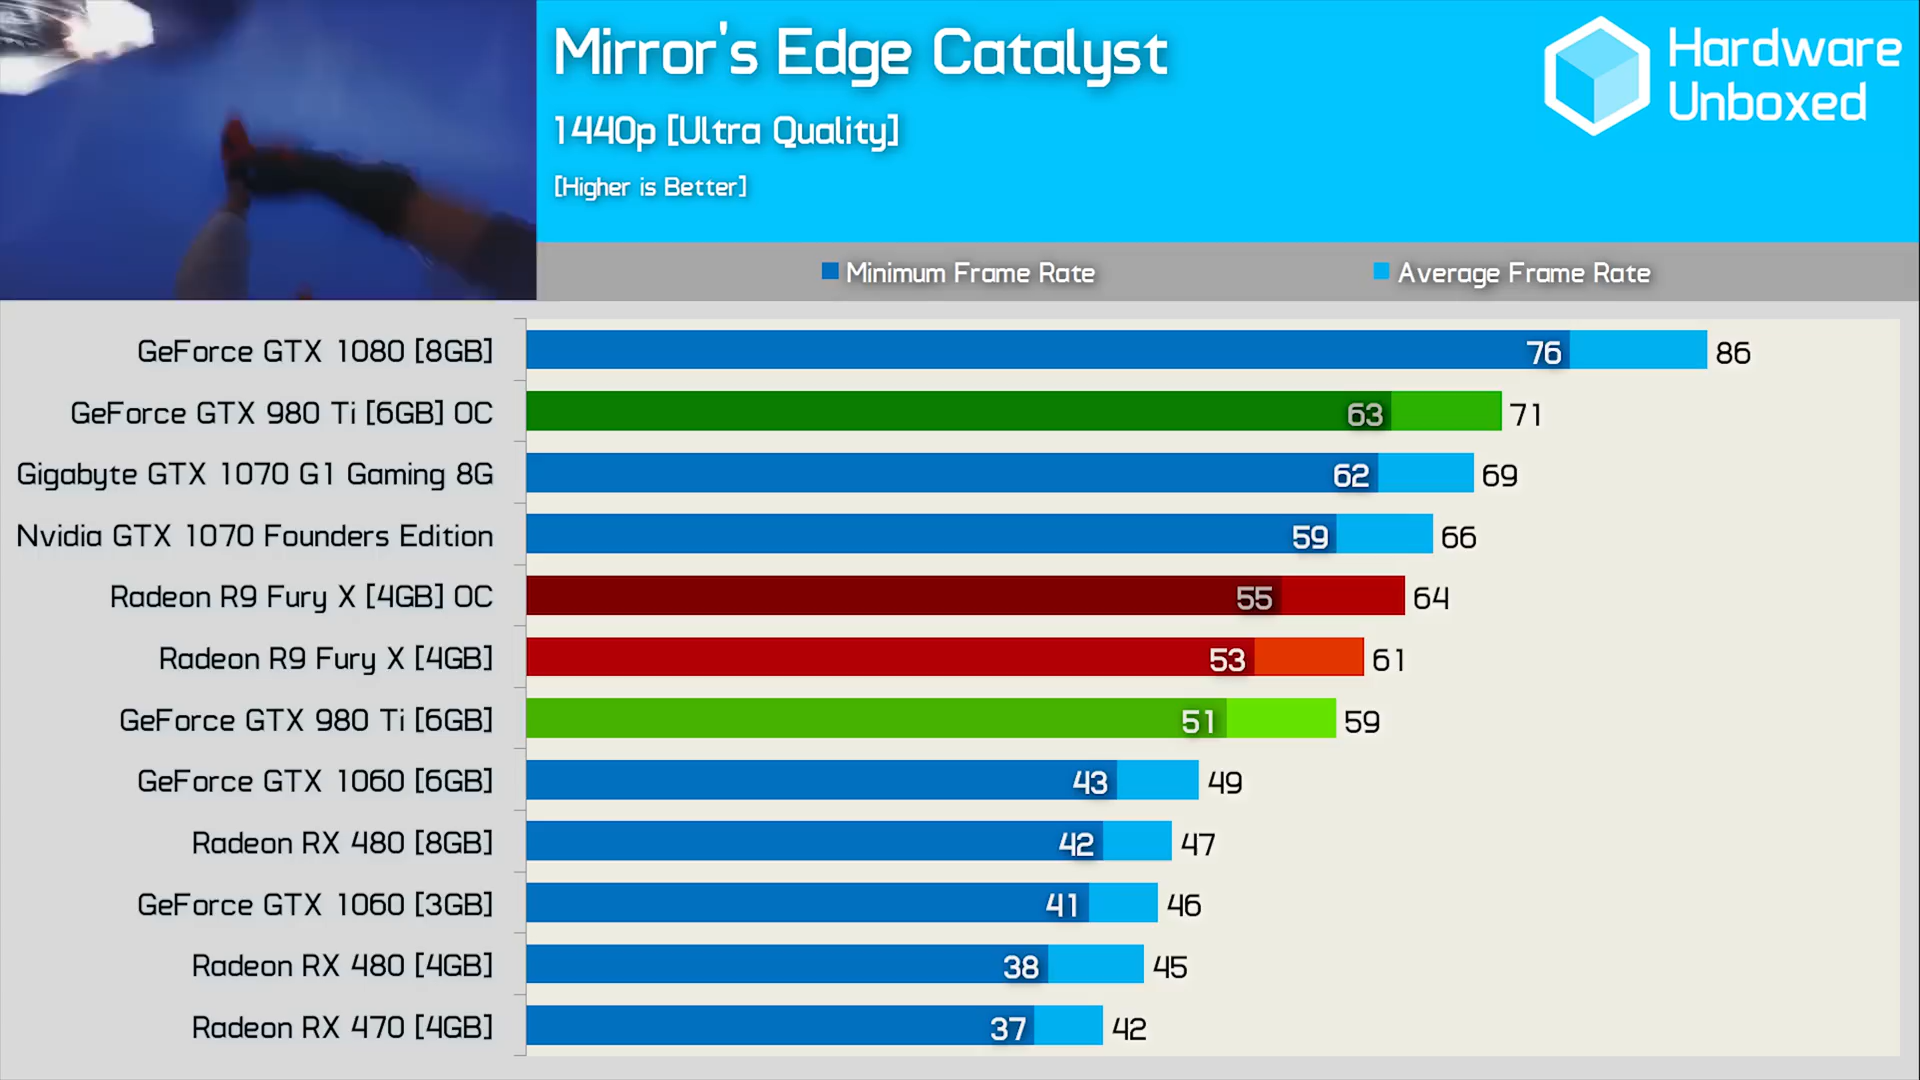 Mirror's Edge Catalyst
1440p [Ultra Quality]
[Higher is Better]
Hardware
Unboxed
Minimum Frame Rate
Average Frame Rate
GeForce GTX 1080 [8GB] 76 86
GeForce GTX 980 Ti [6GB] OC 63 71
Gigabyte GTX 1070 G1 Gaming 8G 62 69
Nvidia GTX 1070 Founders Edition 59 66
Radeon R9 Fury X [4GB] OC 55 64
Radeon R9 Fury X [4GB] 53 61
GeForce GTX 980 Ti [6GB] 51 59
GeForce GTX 1060 [6GB] 43 49
Radeon RX 480 [8GB] 42 47
GeForce GTX 1060 [3GB] 41 46
Radeon RX 480 [4GB] 38 45
Radeon RX 470 [4GB] 37 42